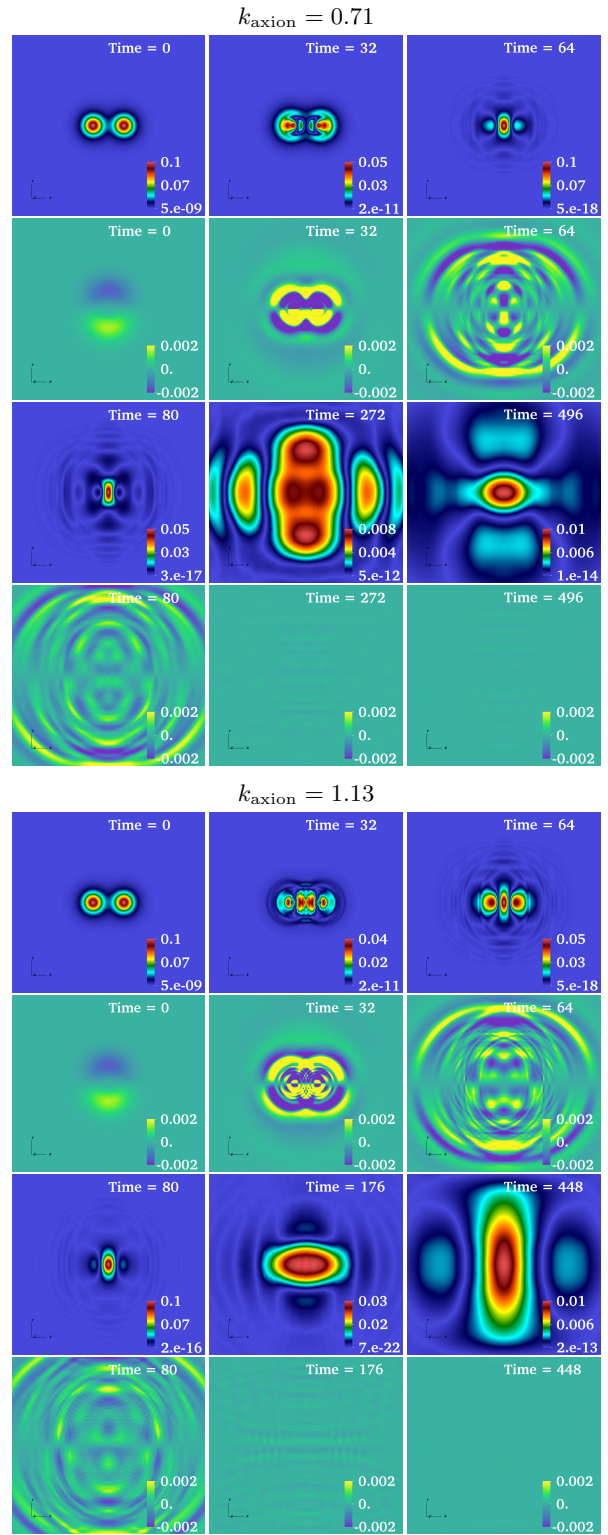 k_axion = 0.71
Time = 0 Time = 32 Time = 64
0.1 0.05 0.1
0.07 0.03 0.07
5.e-09 2.e-11 5.e-18
Time = 0 Time = 32 Time = 64
0.002 0.002 0.002
0. 0. 0.
-0.002 -0.002 -0.002
Time = 80 Time = 272 Time = 496
0.05 0.008 0.01
0.03 0.004 0.006
3.e-17 5.e-12 1.e-14
Time = 80 Time = 272 Time = 496
0.002 0.002 0.002
0. 0. 0.
-0.002 -0.002 -0.002
k_axion = 1.13
Time = 0 Time = 32 Time = 64
0.1 0.04 0.05
0.07 0.02 0.03
5.e-09 2.e-11 5.e-18
Time = 0 Time = 32 Time = 64
0.002 0.002 0.002
0. 0. 0.
-0.002 -0.002 -0.002
Time = 80 Time = 176 Time = 448
0.1 0.03 0.01
0.07 0.02 0.006
2.e-16 7.e-22 2.e-13
Time = 80 Time = 176 Time = 448
0.002 0.002 0.002
0. 0. 0.
-0.002 -0.002 -0.002